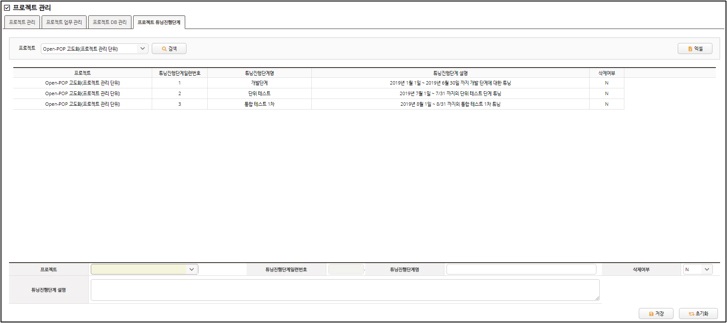 프로젝트 관리
프로젝트 관리 프로젝트 업무 관리 프로젝트 DB 관리 프로젝트 튜닝진행단계
프로젝트 Open-POP 고도화(프로젝트 관리 단위) 검색 엑셀
프로젝트 튜닝진행단계일련번호 튜닝진행단계명 튜닝진행단계 설명 삭제여부
Open-POP 고도화(프로젝트 관리 단위) 1 개발단계 2019년 1월 1일 ~ 2019년 6월 30일 까지 개발 단계에 대한 튜닝 N
Open-POP 고도화(프로젝트 관리 단위) 2 단위 테스트 2019년 7월 1일 ~ 7/31 까지의 단위 테스트 단계 튜닝 N
Open-POP 고도화(프로젝트 관리 단위) 3 통합 테스트 1차 2019년 8월 1일 ~ 8/31 까지의 통합 테스트 1차 튜닝 N
프로젝트 튜닝진행단계일련번호 튜닝진행단계명 삭제여부 N
튜닝진행단계 설명
저장 초기화